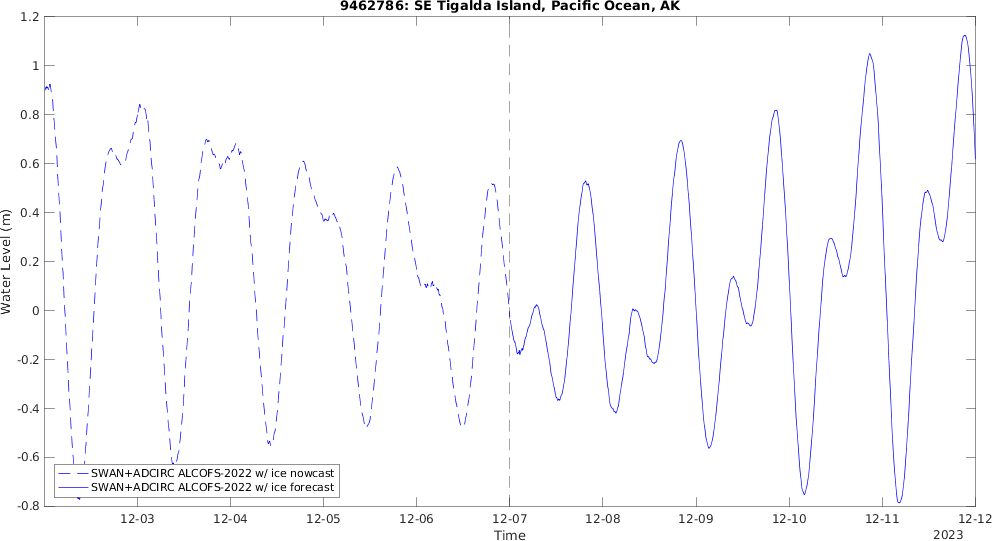 9462786: SE Tigalda Island, Pacific Ocean, AK
Water Level (m)
1.2
1
0.8
0.6
0.4
0.2
0
-0.2
-0.4
-0.6
-0.8
SWAN+ADCIRC ALCOFS-2022 w/ ice nowcast
SWAN+ADCIRC ALCOFS-2022 w/ ice forecast
12-03 12-04 12-05 12-06 12-07 12-08 12-09 12-10 12-11 12-12
Time
2023